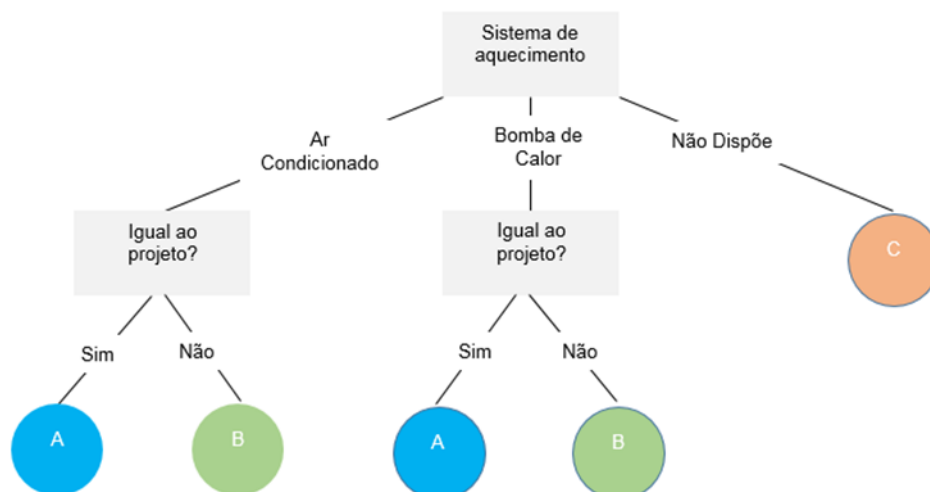 Sistema de
aquecimento
Ar
Condicionado
Bomba de
Calor
Não Dispõe
Igual ao
projeto?
Igual ao
projeto?
C
Sim
Não
Sim
Não
A
B
A
B